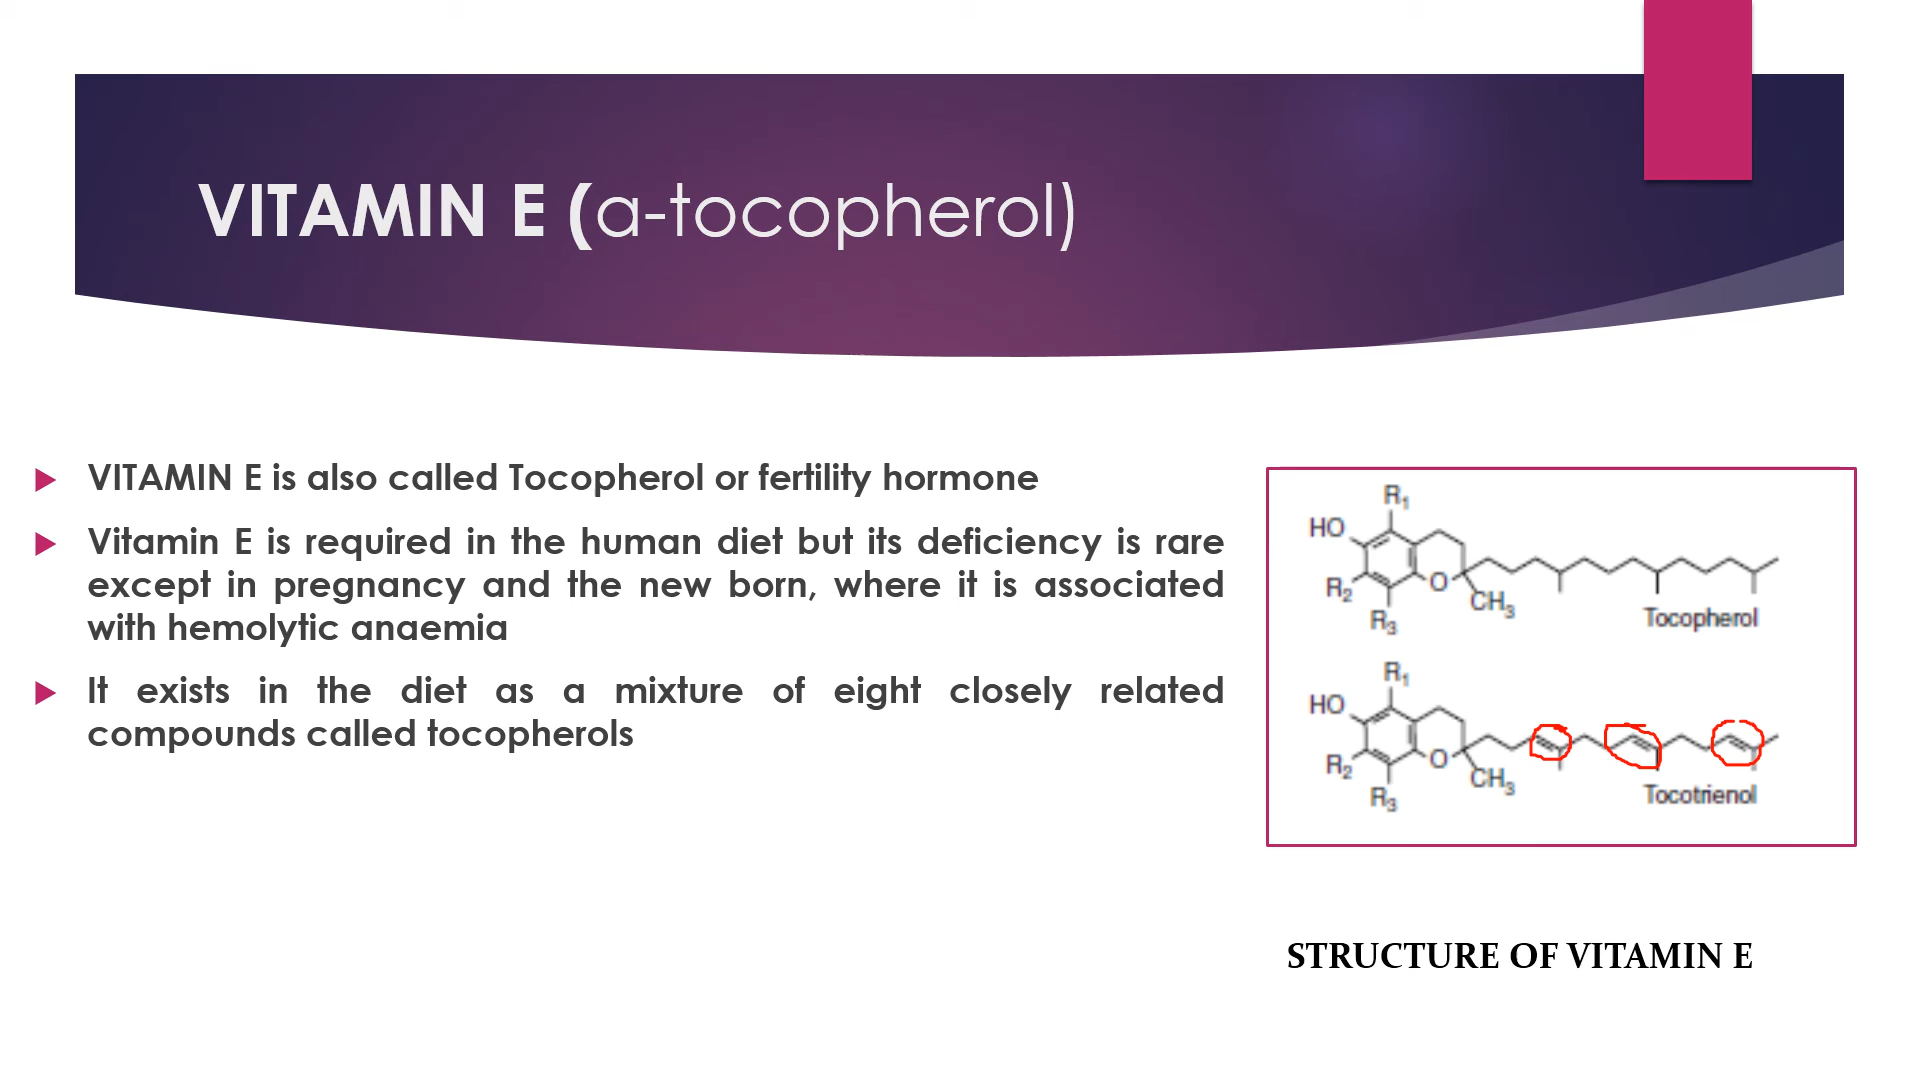 VITAMIN E (α-tocopherol)
VITAMIN E is also called Tocopherol or fertility hormone
Vitamin E is required in the human diet but its deficiency is rare
except in pregnancy and the new born, where it is associated
with hemolytic anaemia
It exists in the diet as a mixture of eight closely related
compounds called tocopherols
R₁
HO
R₂
O
CH₃
R₃
Tocopherol
R₁
HO
R₂
O
CH₃
R₃
Tocotrienol
STRUCTURE OF VITAMIN E